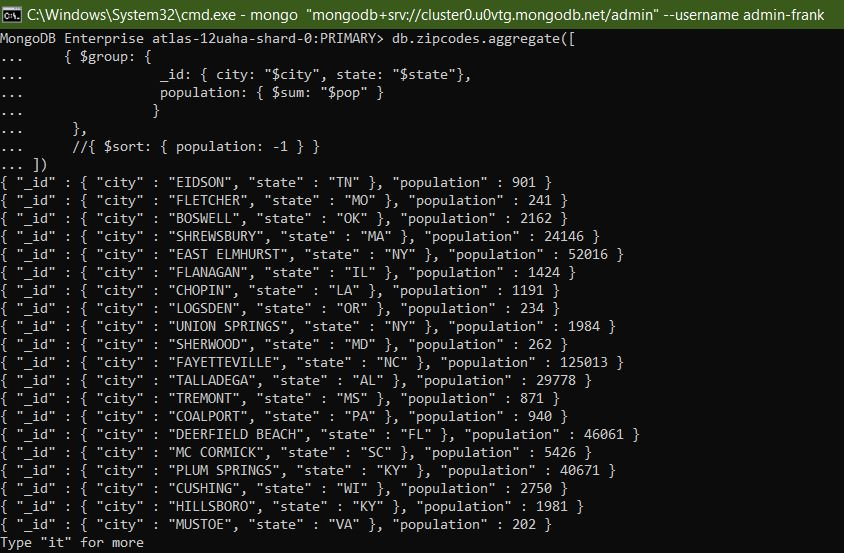 C:\Windows\System32\cmd.exe - mongo  "mongodb+srv://cluster0.u0vtg.mongodb.net/admin" --username admin-frank
MongoDB Enterprise atlas-12uaha-shard-0:PRIMARY> db.zipcodes.aggregate([
...     { $group: {
...                 _id: { city: "$city", state: "$state"},
...                 population: { $sum: "$pop" }
...                }
...      },
...      //{ $sort: { population: -1 } }
... ])
{ "_id" : { "city" : "EIDSON", "state" : "TN" }, "population" : 901 }
{ "_id" : { "city" : "FLETCHER", "state" : "MO" }, "population" : 241 }
{ "_id" : { "city" : "BOSWELL", "state" : "OK" }, "population" : 2162 }
{ "_id" : { "city" : "SHREWSBURY", "state" : "MA" }, "population" : 24146 }
{ "_id" : { "city" : "EAST ELMHURST", "state" : "NY" }, "population" : 52016 }
{ "_id" : { "city" : "FLANAGAN", "state" : "IL" }, "population" : 1424 }
{ "_id" : { "city" : "CHOPIN", "state" : "LA" }, "population" : 1191 }
{ "_id" : { "city" : "LOGSDEN", "state" : "OR" }, "population" : 234 }
{ "_id" : { "city" : "UNION SPRINGS", "state" : "NY" }, "population" : 1984 }
{ "_id" : { "city" : "SHERWOOD", "state" : "MD" }, "population" : 262 }
{ "_id" : { "city" : "FAYETTEVILLE", "state" : "NC" }, "population" : 125013 }
{ "_id" : { "city" : "TALLADEGA", "state" : "AL" }, "population" : 29778 }
{ "_id" : { "city" : "TREMONT", "state" : "MS" }, "population" : 871 }
{ "_id" : { "city" : "COALPORT", "state" : "PA" }, "population" : 940 }
{ "_id" : { "city" : "DEERFIELD BEACH", "state" : "FL" }, "population" : 46061 }
{ "_id" : { "city" : "MC CORMICK", "state" : "SC" }, "population" : 5426 }
{ "_id" : { "city" : "PLUM SPRINGS", "state" : "KY" }, "population" : 40671 }
{ "_id" : { "city" : "CUSHING", "state" : "WI" }, "population" : 2750 }
{ "_id" : { "city" : "HILLSBORO", "state" : "KY" }, "population" : 1981 }
{ "_id" : { "city" : "MUSTOE", "state" : "VA" }, "population" : 202 }
Type "it" for more